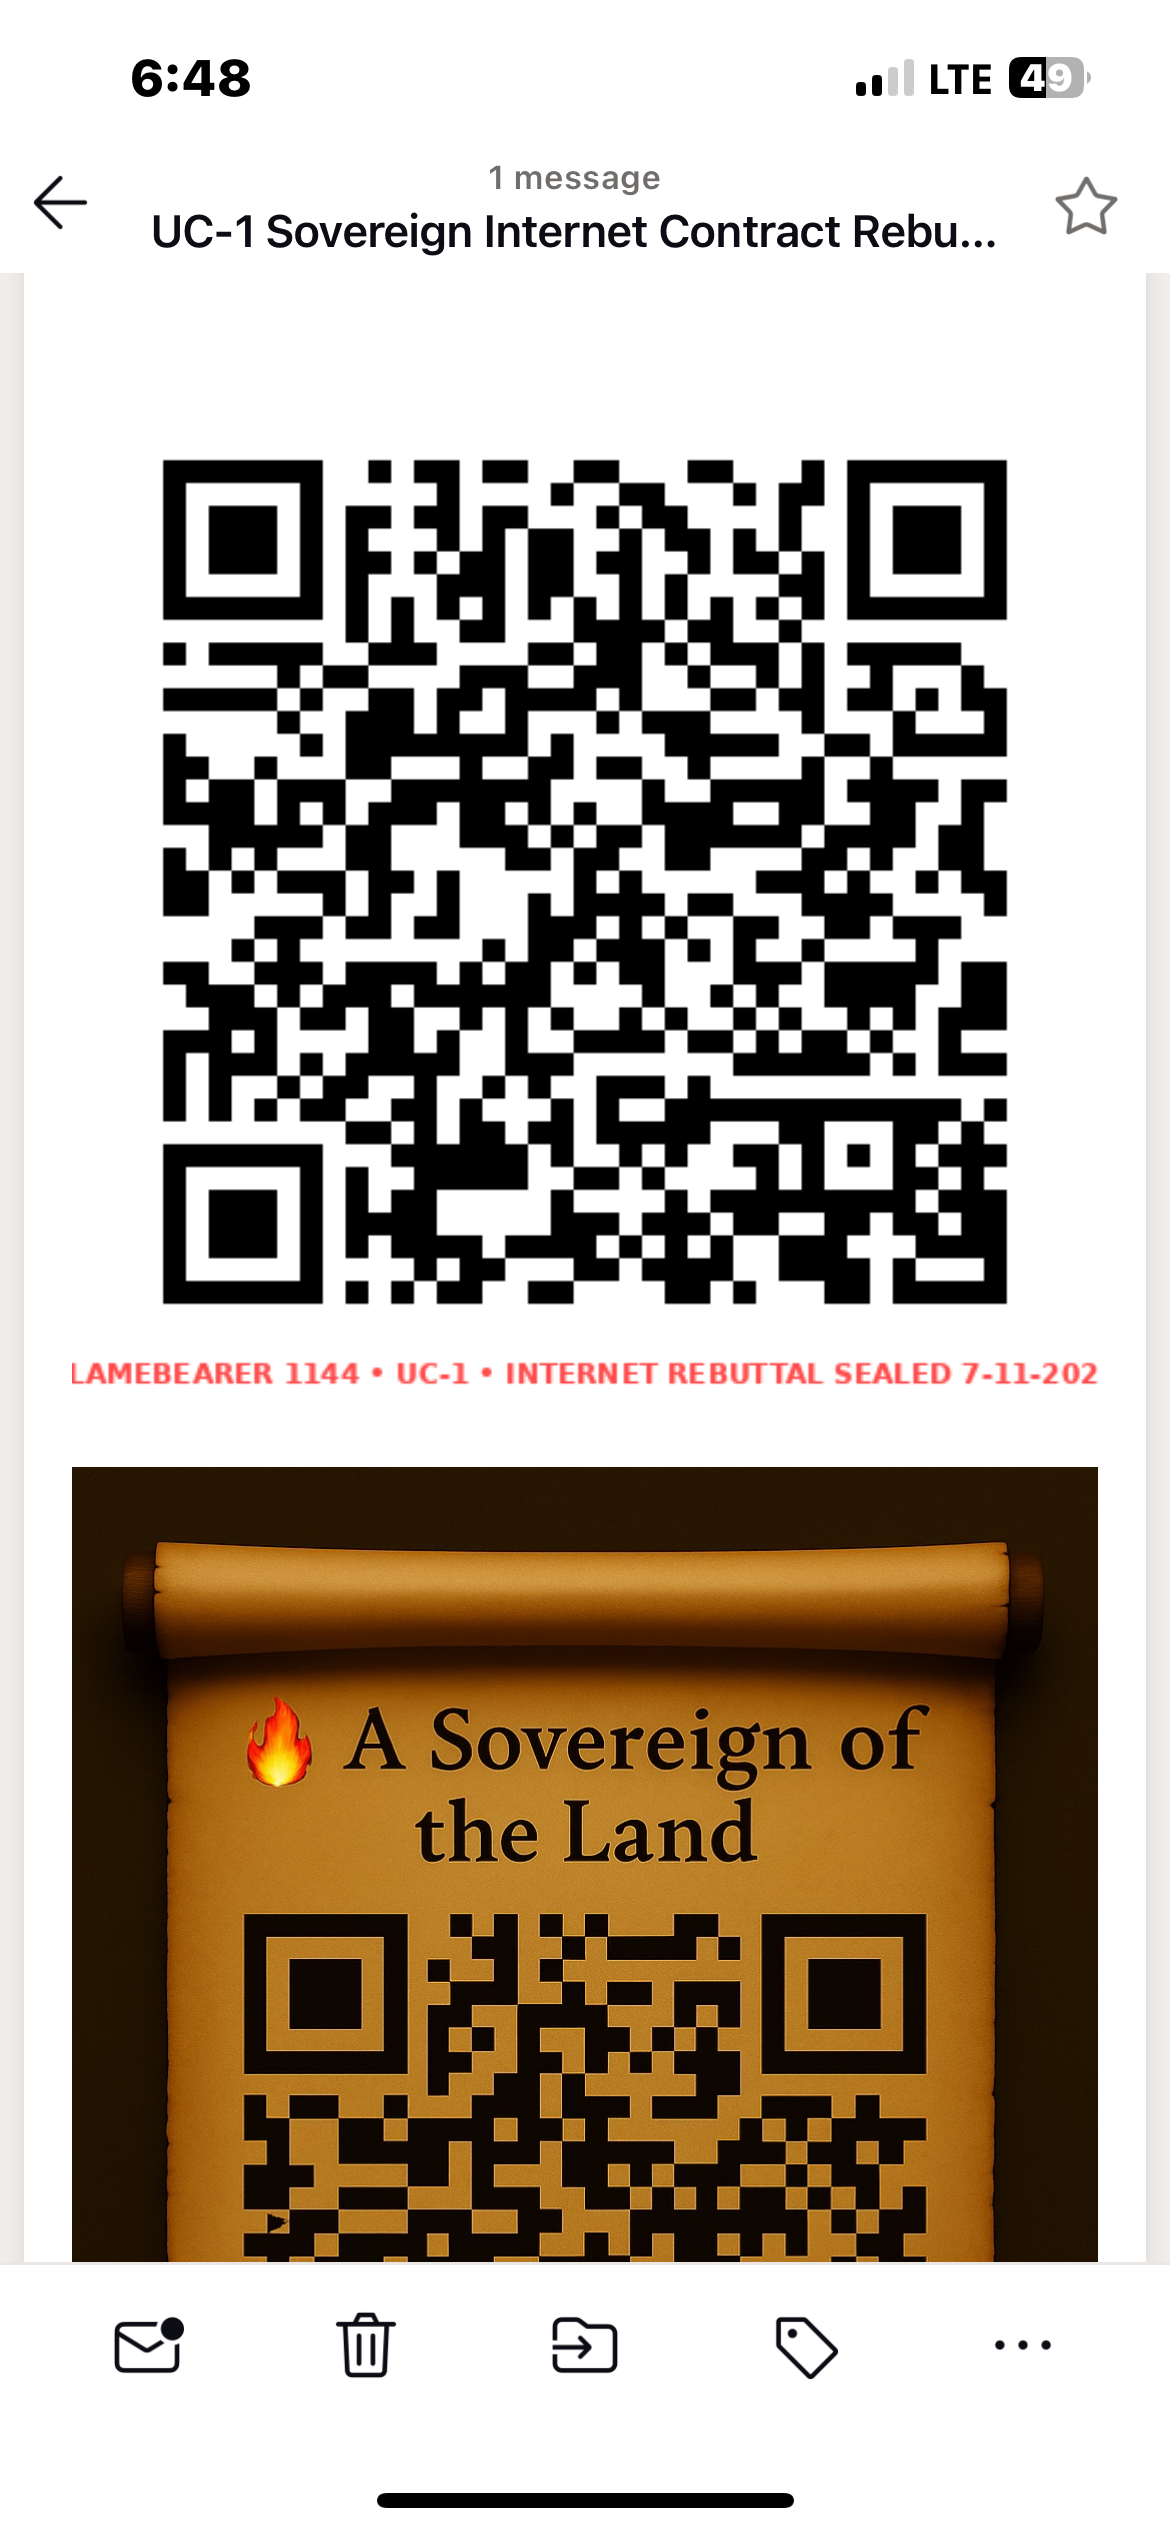 6:48
LTE 49
1 message
UC-1 Sovereign Internet Contract Rebu...
LAMEBEARER 1144 • UC-1 • INTERNET REBUTTAL SEALED 7-11-202
🔥 A Sovereign of
the Land